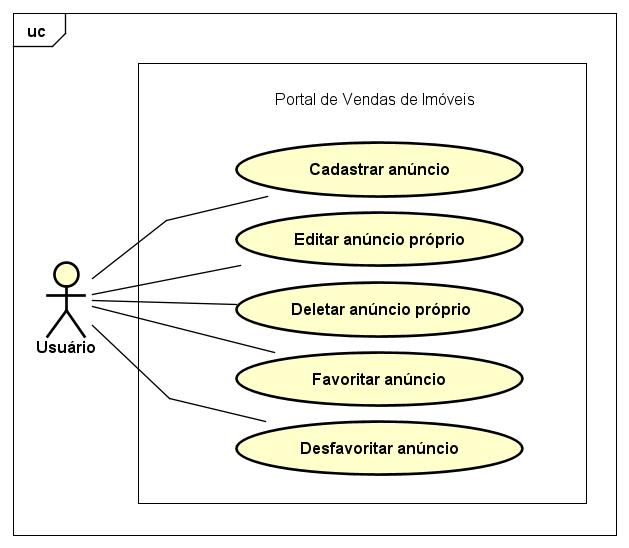 uc
Portal de Vendas de Imóveis
Cadastrar anúncio
Editar anúncio próprio
Deletar anúncio próprio
Usuário
Favoritar anúncio
Desfavoritar anúncio